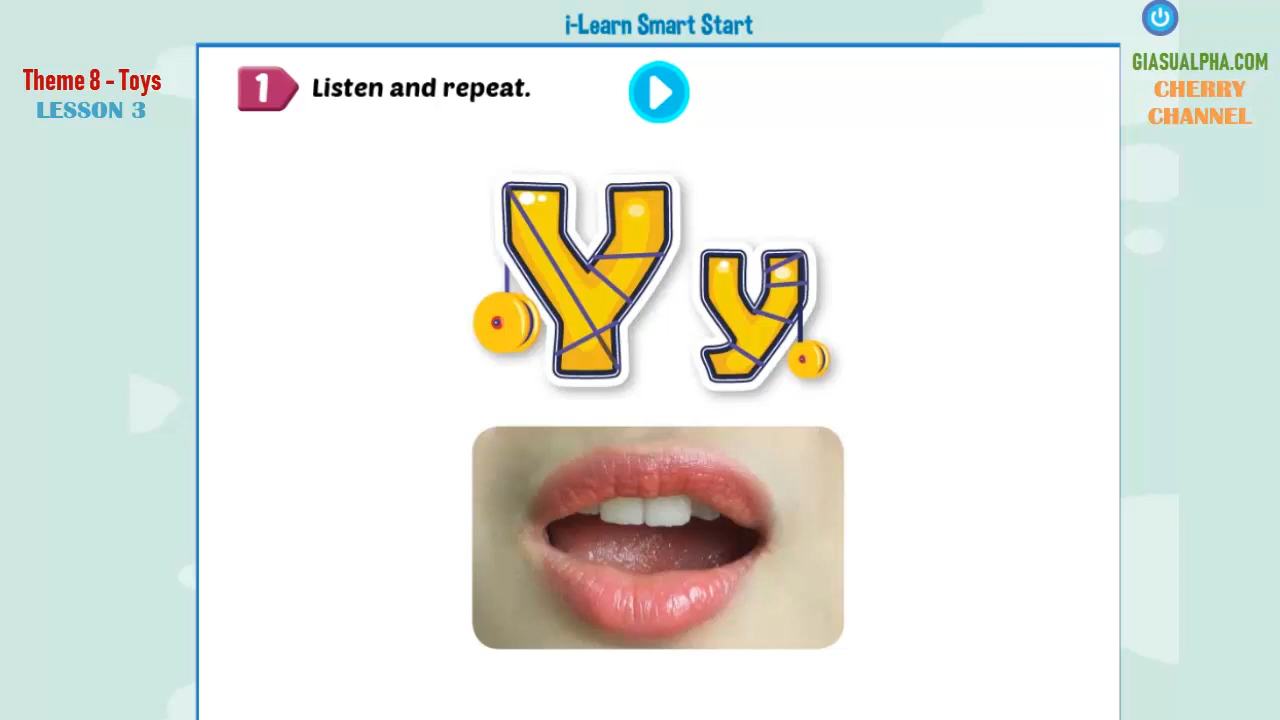 i-Learn Smart Start
Theme 8 - Toys
LESSON 3
GIASUALPHA.COM
CHERRY
CHANNEL
1 Listen and repeat.
Y y